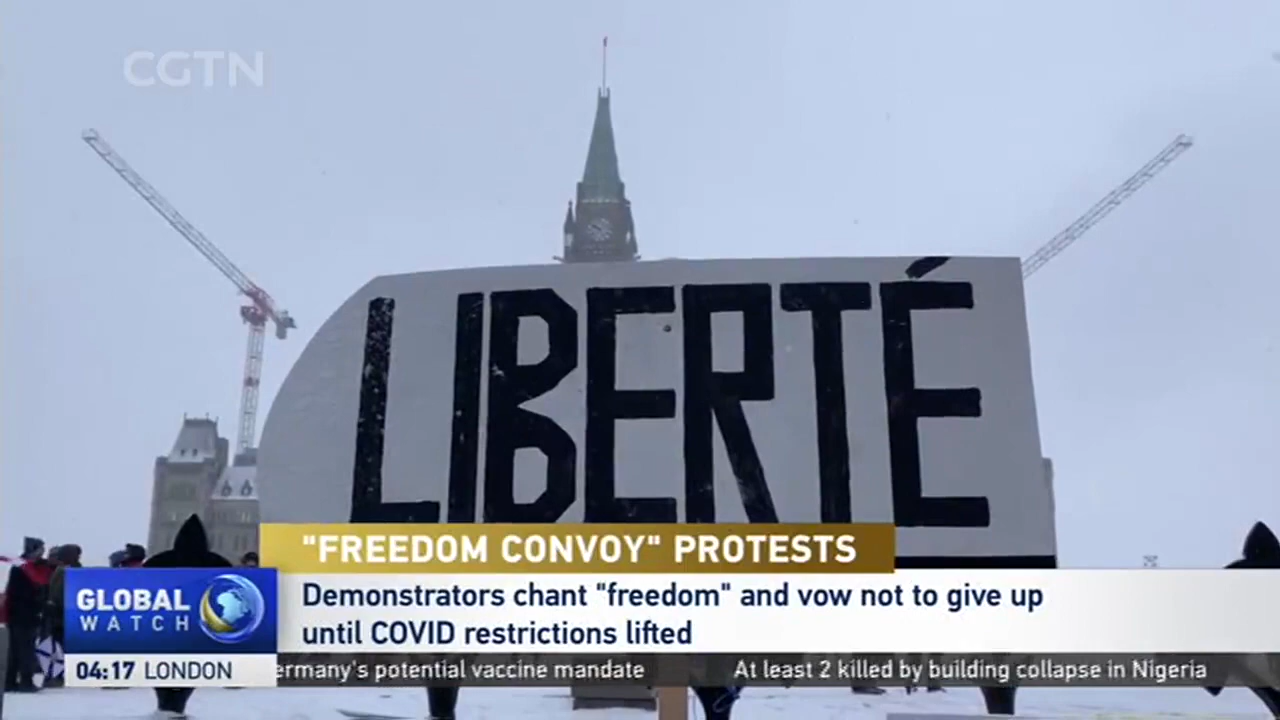 CGTN
LIBERTÉ
"FREEDOM CONVOY" PROTESTS
Demonstrators chant "freedom" and vow not to give up
until COVID restrictions lifted
GLOBAL
WATCH
04:17 LONDON
ermany's potential vaccine mandate At least 2 killed by building collapse in Nigeria